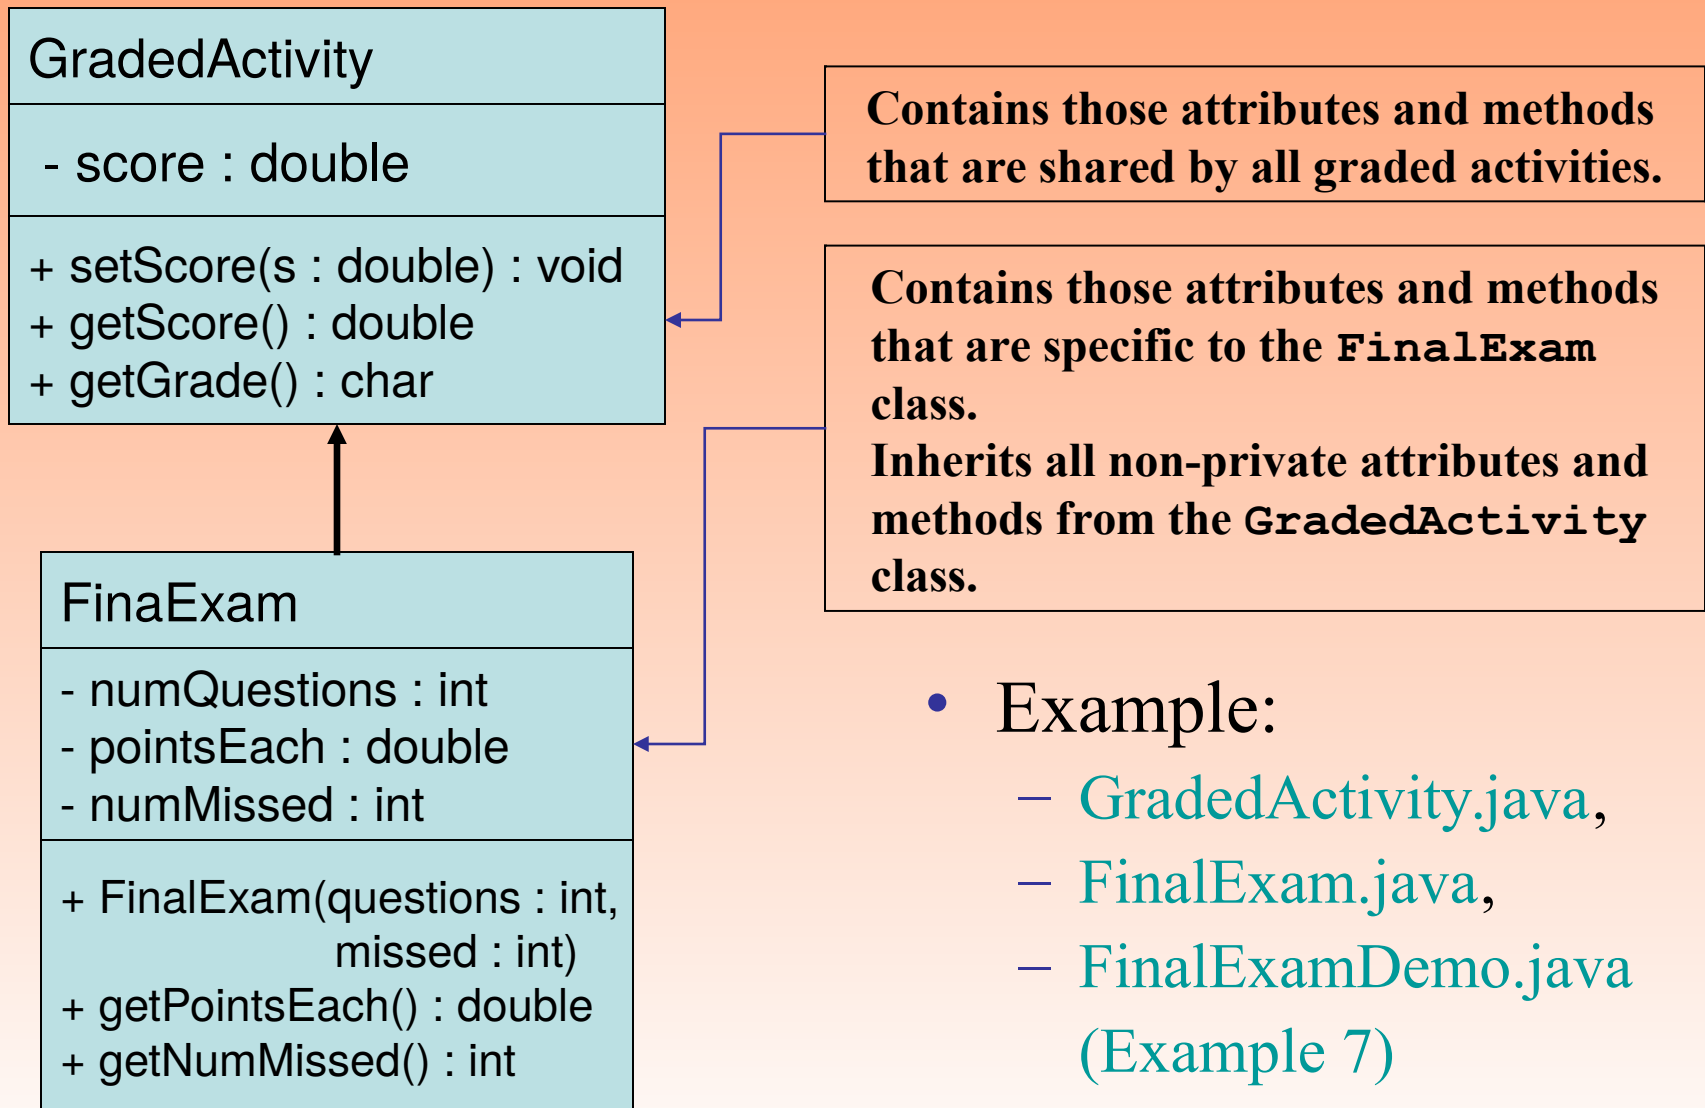 GradedActivity
- score : double
+ setScore(s : double) : void
+ getScore() : double
+ getGrade() : char
FinaExam
- numQuestions : int
- pointsEach : double
- numMissed : int
+ FinalExam(questions : int,
missed : int)
+ getPointsEach() : double
+ getNumMissed() : int
Contains those attributes and methods
that are shared by all graded activities.
Contains those attributes and methods
that are specific to the FinalExam
class.
Inherits all non-private attributes and
methods from the GradedActivity
class.
• Example:
– GradedActivity.java,
– FinalExam.java,
– FinalExamDemo.java
(Example 7)